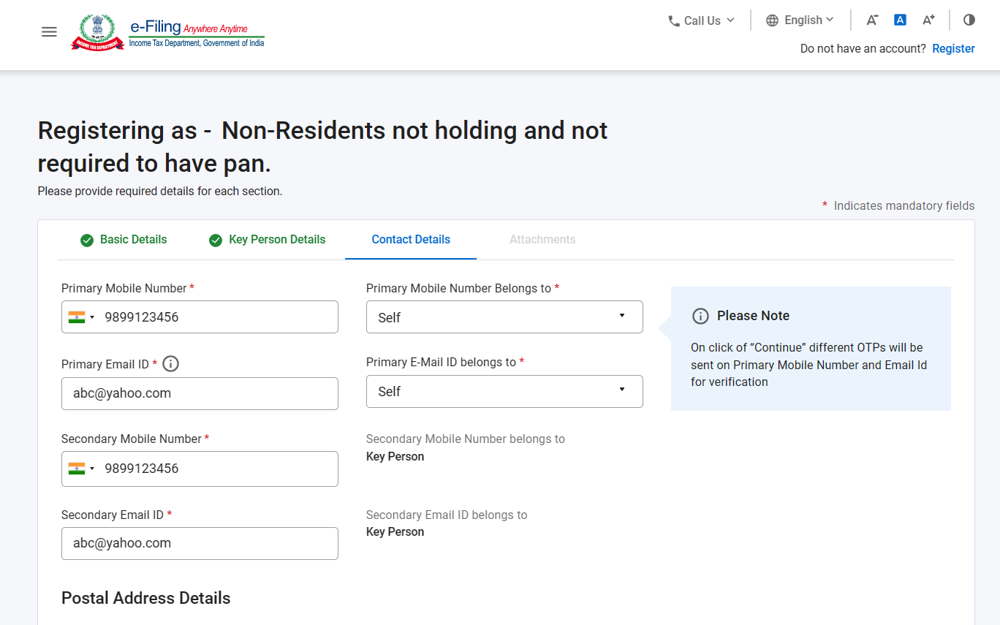 e-Filing Anywhere Anytime
Income Tax Department, Government of India
INCOME TAX DEPARTMENT
Call Us
English
A-
A
A+
Do not have an account? Register
Registering as - Non-Residents not holding and not
required to have pan.
Please provide required details for each section.
* Indicates mandatory fields
Basic Details
Key Person Details
Contact Details
Attachments
Primary Mobile Number *
Primary Mobile Number Belongs to *
9899123456
Self
Please Note
On click of “Continue” different OTPs will be
sent on Primary Mobile Number and Email Id
for verification
Primary Email ID *
Primary E-Mail ID belongs to *
abc@yahoo.com
Self
Secondary Mobile Number *
Secondary Mobile Number belongs to
9899123456
Key Person
Secondary Email ID *
Secondary Email ID belongs to
abc@yahoo.com
Key Person
Postal Address Details